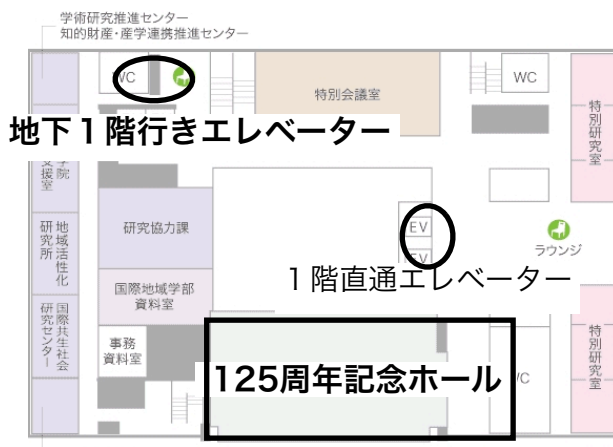 学術研究推進センター
知的財産・産学連携推進センター
WC
特別会議室
WC
特別研究室
地下１階行きエレベーター
学院
支援室
地域活性化
研究所
研究協力課
EV
EV
ラウンジ
１階直通エレベーター
国際地域学部
資料室
国際共生社会
研究センター
事務
資料室
125周年記念ホール
特別研究室